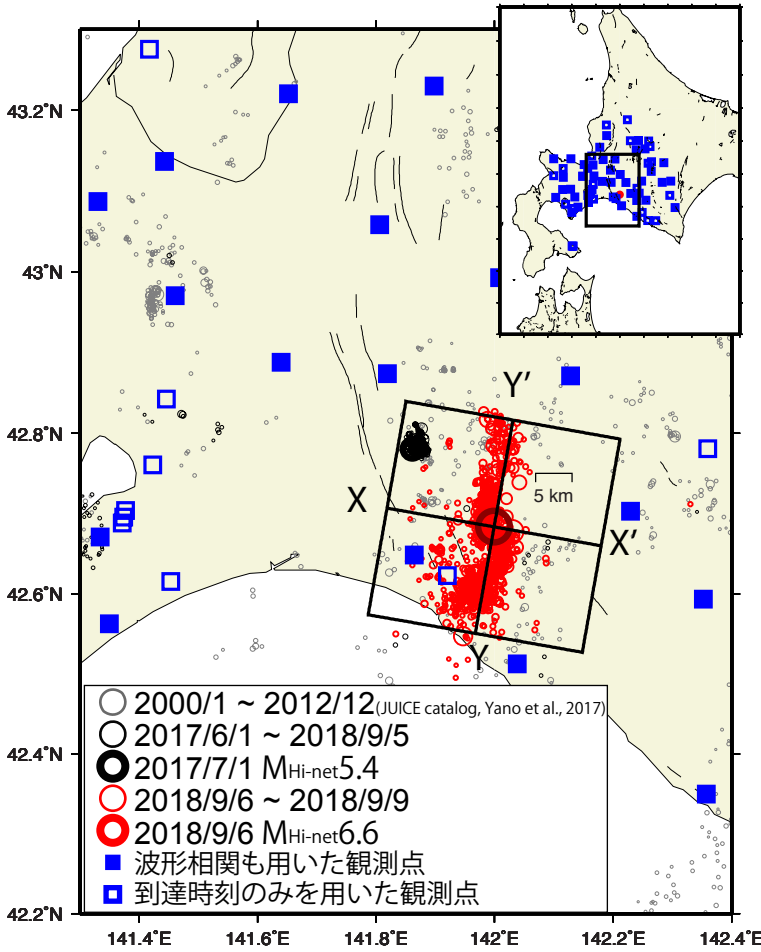 43.2˚N
43˚N
42.8˚N
42.6˚N
42.4˚N
42.2˚N
141.4˚E
141.6˚E
141.8˚E
142˚E
142.2˚E
142.4˚E
Y'
X
5 km
X'
Y
2000/1 ~ 2012/12(JUICE catalog, Yano et al., 2017)
2017/6/1 ~ 2018/9/5
2017/7/1 MHi-net5.4
2018/9/6 ~ 2018/9/9
2018/9/6 MHi-net6.6
波形相関も用いた観測点
到達時刻のみを用いた観測点